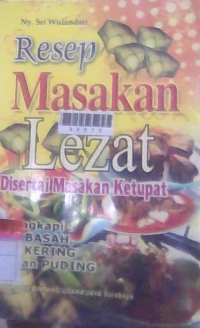 Ny. Sri Wulandari
Resep
Masakan
Lezat
Disertai Masakan Ketupat
ngkapi
BASAH
KERING
an PUDING